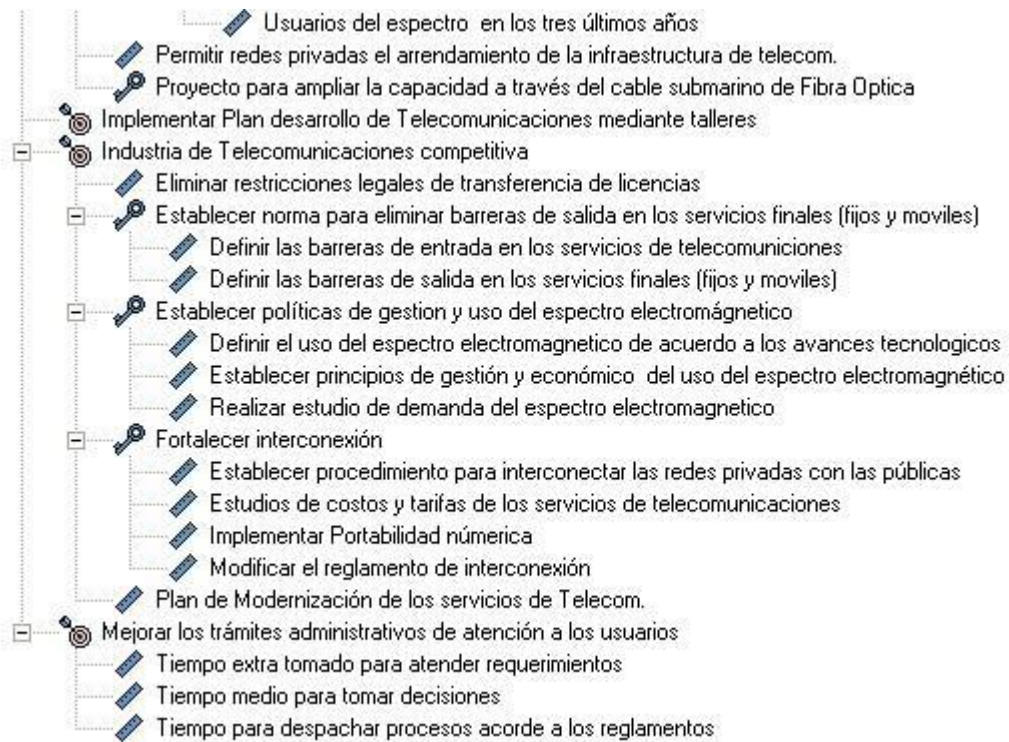 Usuarios del espectro en los tres últimos años
Permitir redes privadas el arrendamiento de la infraestructura de telecom.
Proyecto para ampliar la capacidad a través del cable submarino de Fibra Optica
Implementar Plan desarrollo de Telecomunicaciones mediante talleres
Industria de Telecomunicaciones competitiva
Eliminar restricciones legales de transferencia de licencias
Establecer norma para eliminar barreras de salida en los servicios finales (fijos y moviles)
Definir las barreras de entrada en los servicios de telecomuniciones
Definir las barreras de salida en los servicios finales (fijos y moviles)
Establecer políticas de gestion y uso del espectro electromágnetico
Definir el uso del espectro electromagnetico de acuerdo a los avances tecnologicos
Establecer principios de gestión y económico del uso del espectro electromagnético
Realizar estudio de demanda del espectro electromagnetico
Fortalecer interconexión
Establecer procedimiento para interconectar las redes privadas con las públicas
Estudios de costos y tarifas de los servicios de telecomunicaciones
Implementar Portabilidad númerica
Modificar el reglamento de interconexión
Plan de Modernización de los servicios de Telecom.
Mejorar los trámites administrativos de atención a los usuarios
Tiempo extra tomado para atender requerimientos
Tiempo medio para tomar decisiones
Tiempo para despachar procesos acorde a los reglamentos